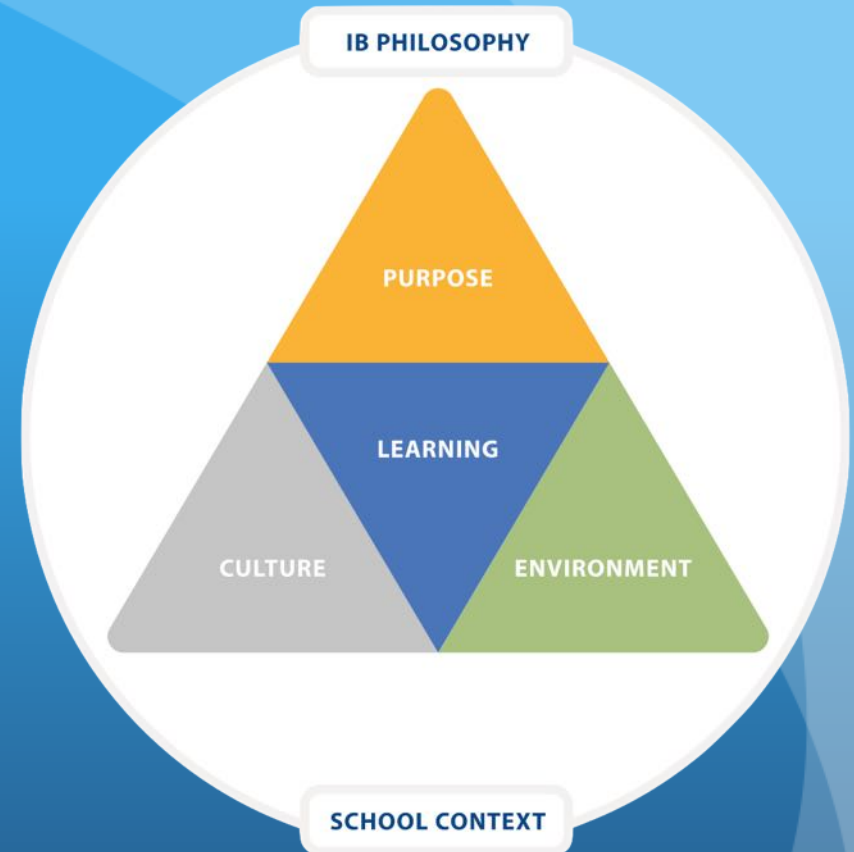 IB PHILOSOPHY
PURPOSE
LEARNING
CULTURE
ENVIRONMENT
SCHOOL CONTEXT